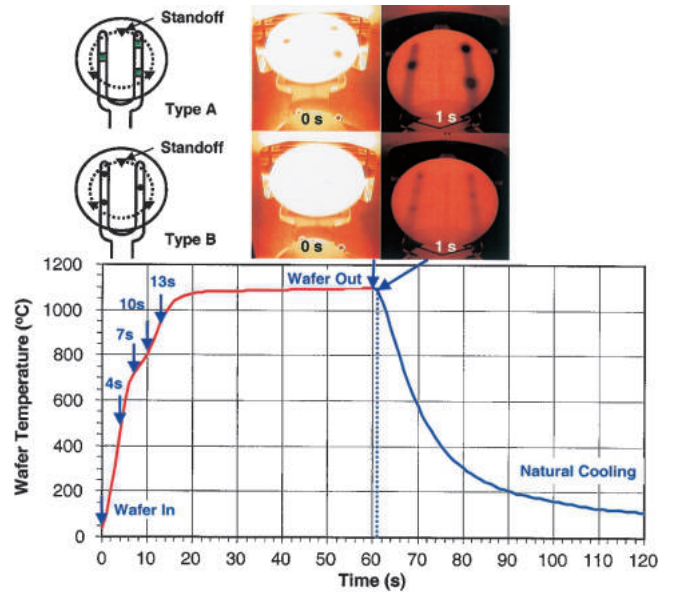 Standoff
Type A
0 s
1 s
Standoff
Type B
0 s
1 s
Wafer Temperature (ºC)
1200
1000
800
600
400
200
0
Wafer Out
13s
10s
7s
4s
Wafer In
Natural Cooling
0 10 20 30 40 50 60 70 80 90 100 110 120
Time (s)